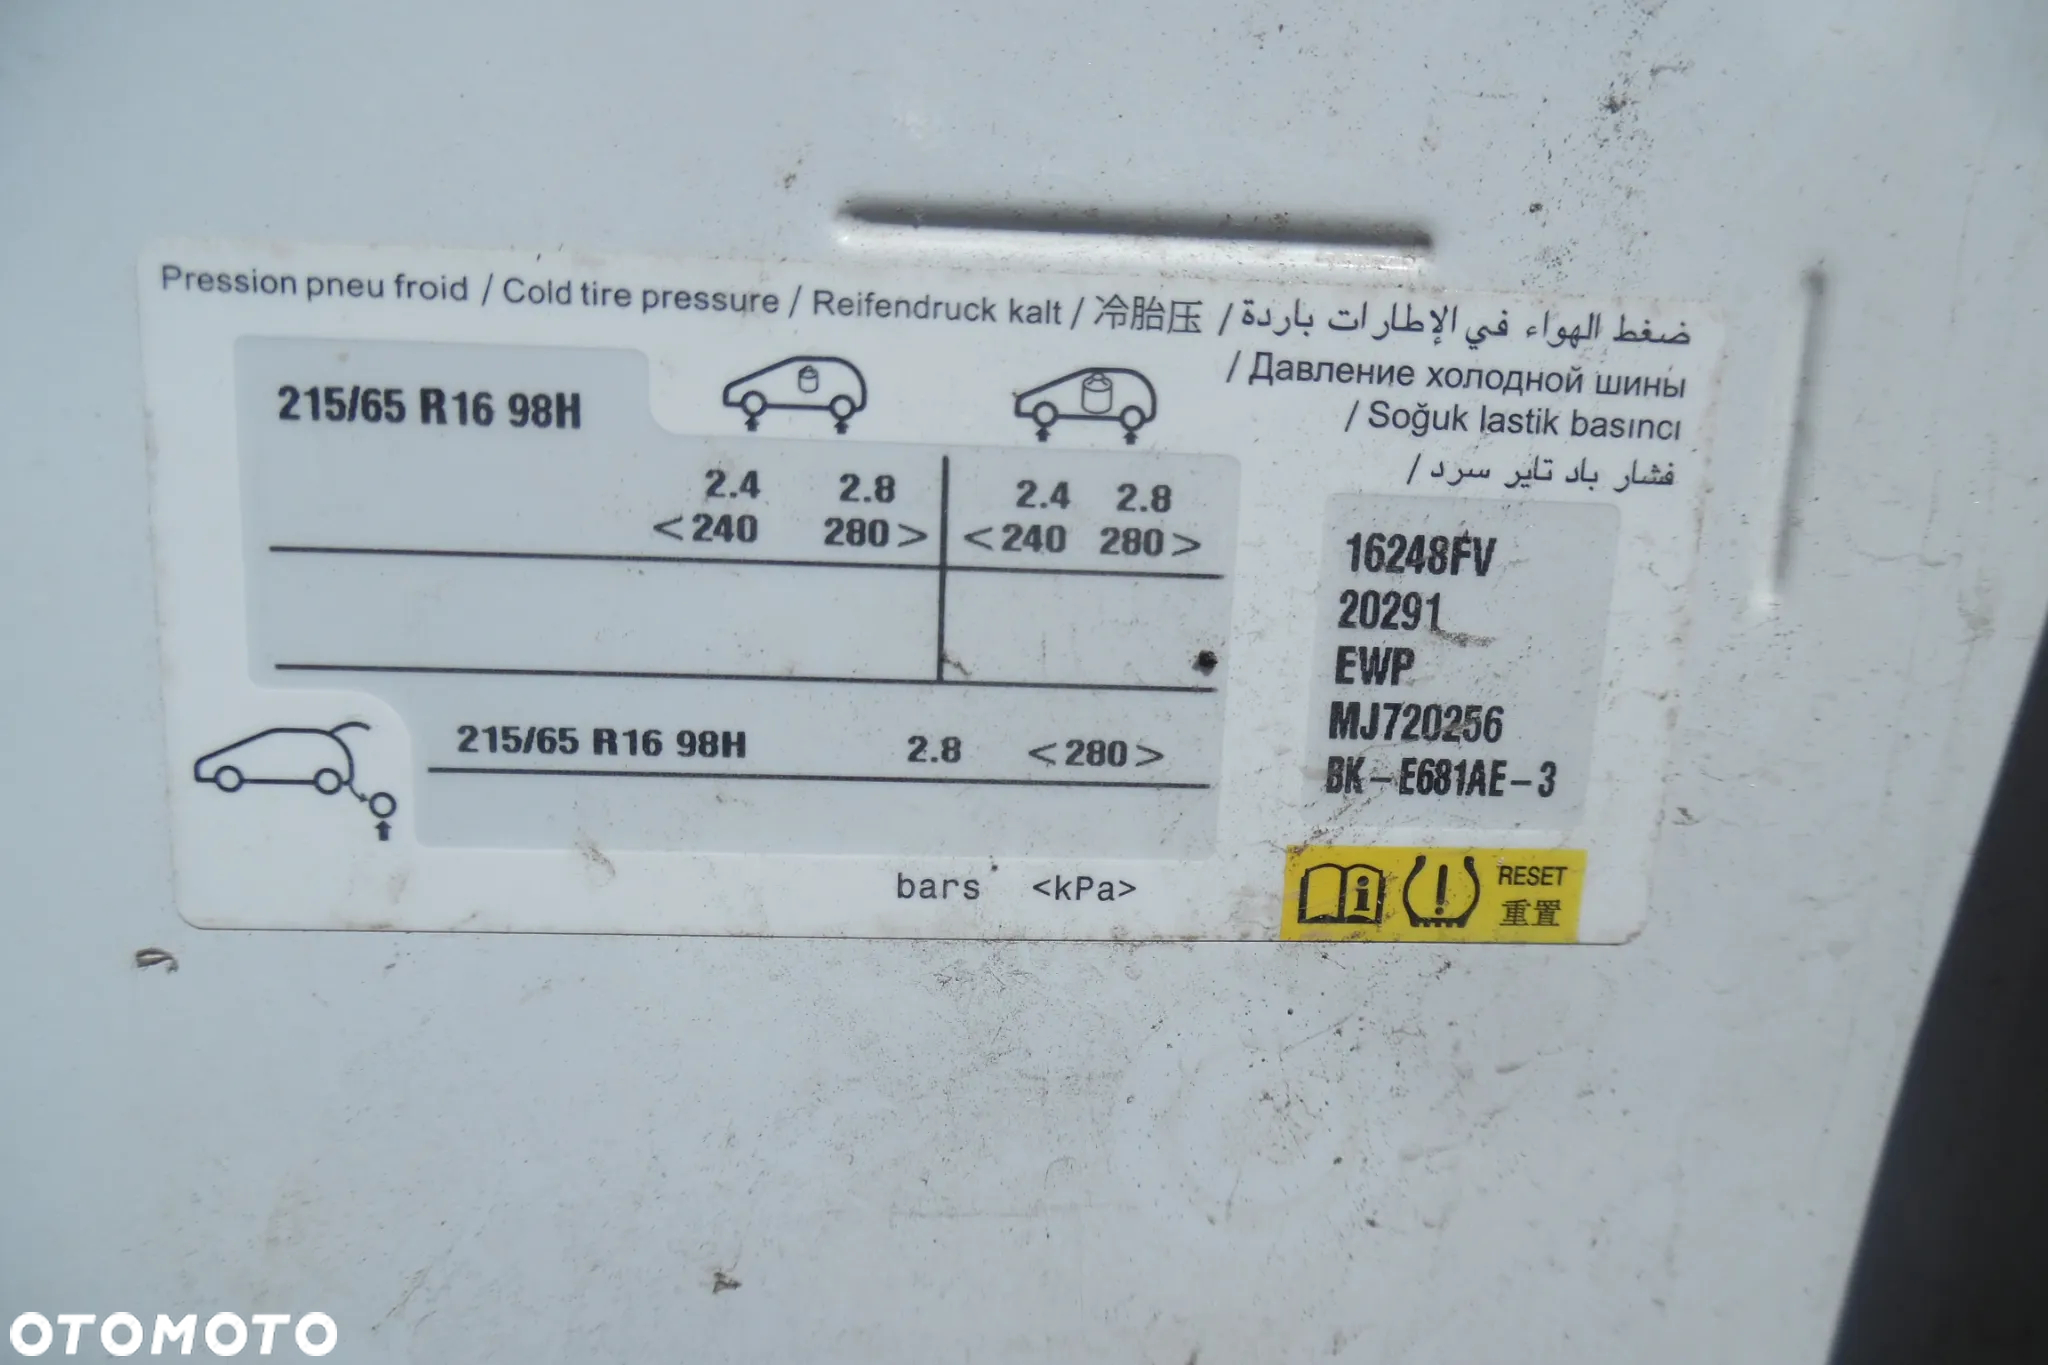 Pression pneu froid / Cold tire pressure / Reifendruck kalt / 冷胎压 / ضغط الهواء في الإطارات باردة
/ Давление холодной шины
/ Soğuk lastik basıncı
/ فشار باد تایر سرد
215/65 R16 98H
2.4 2.8 2.4 2.8
<240 280> <240 280>
215/65 R16 98H 2.8 <280>
bars <kPa>
16248FV
20291
EWP
MJ720256
BK-E681AE-3
RESET
重置
OTOMOTO